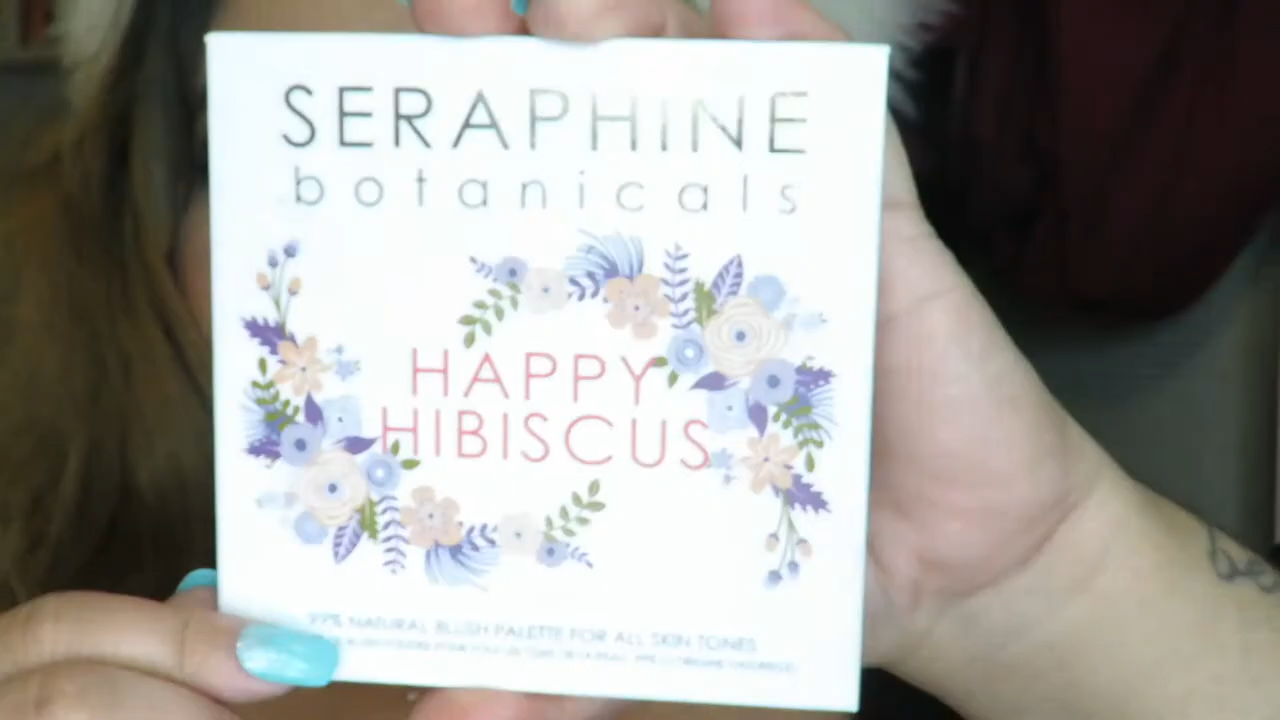 SERAPHINE
botanicals
HAPPY
HIBISCUS
99% NATURAL BLUSH PALETTE FOR ALL SKIN TONES